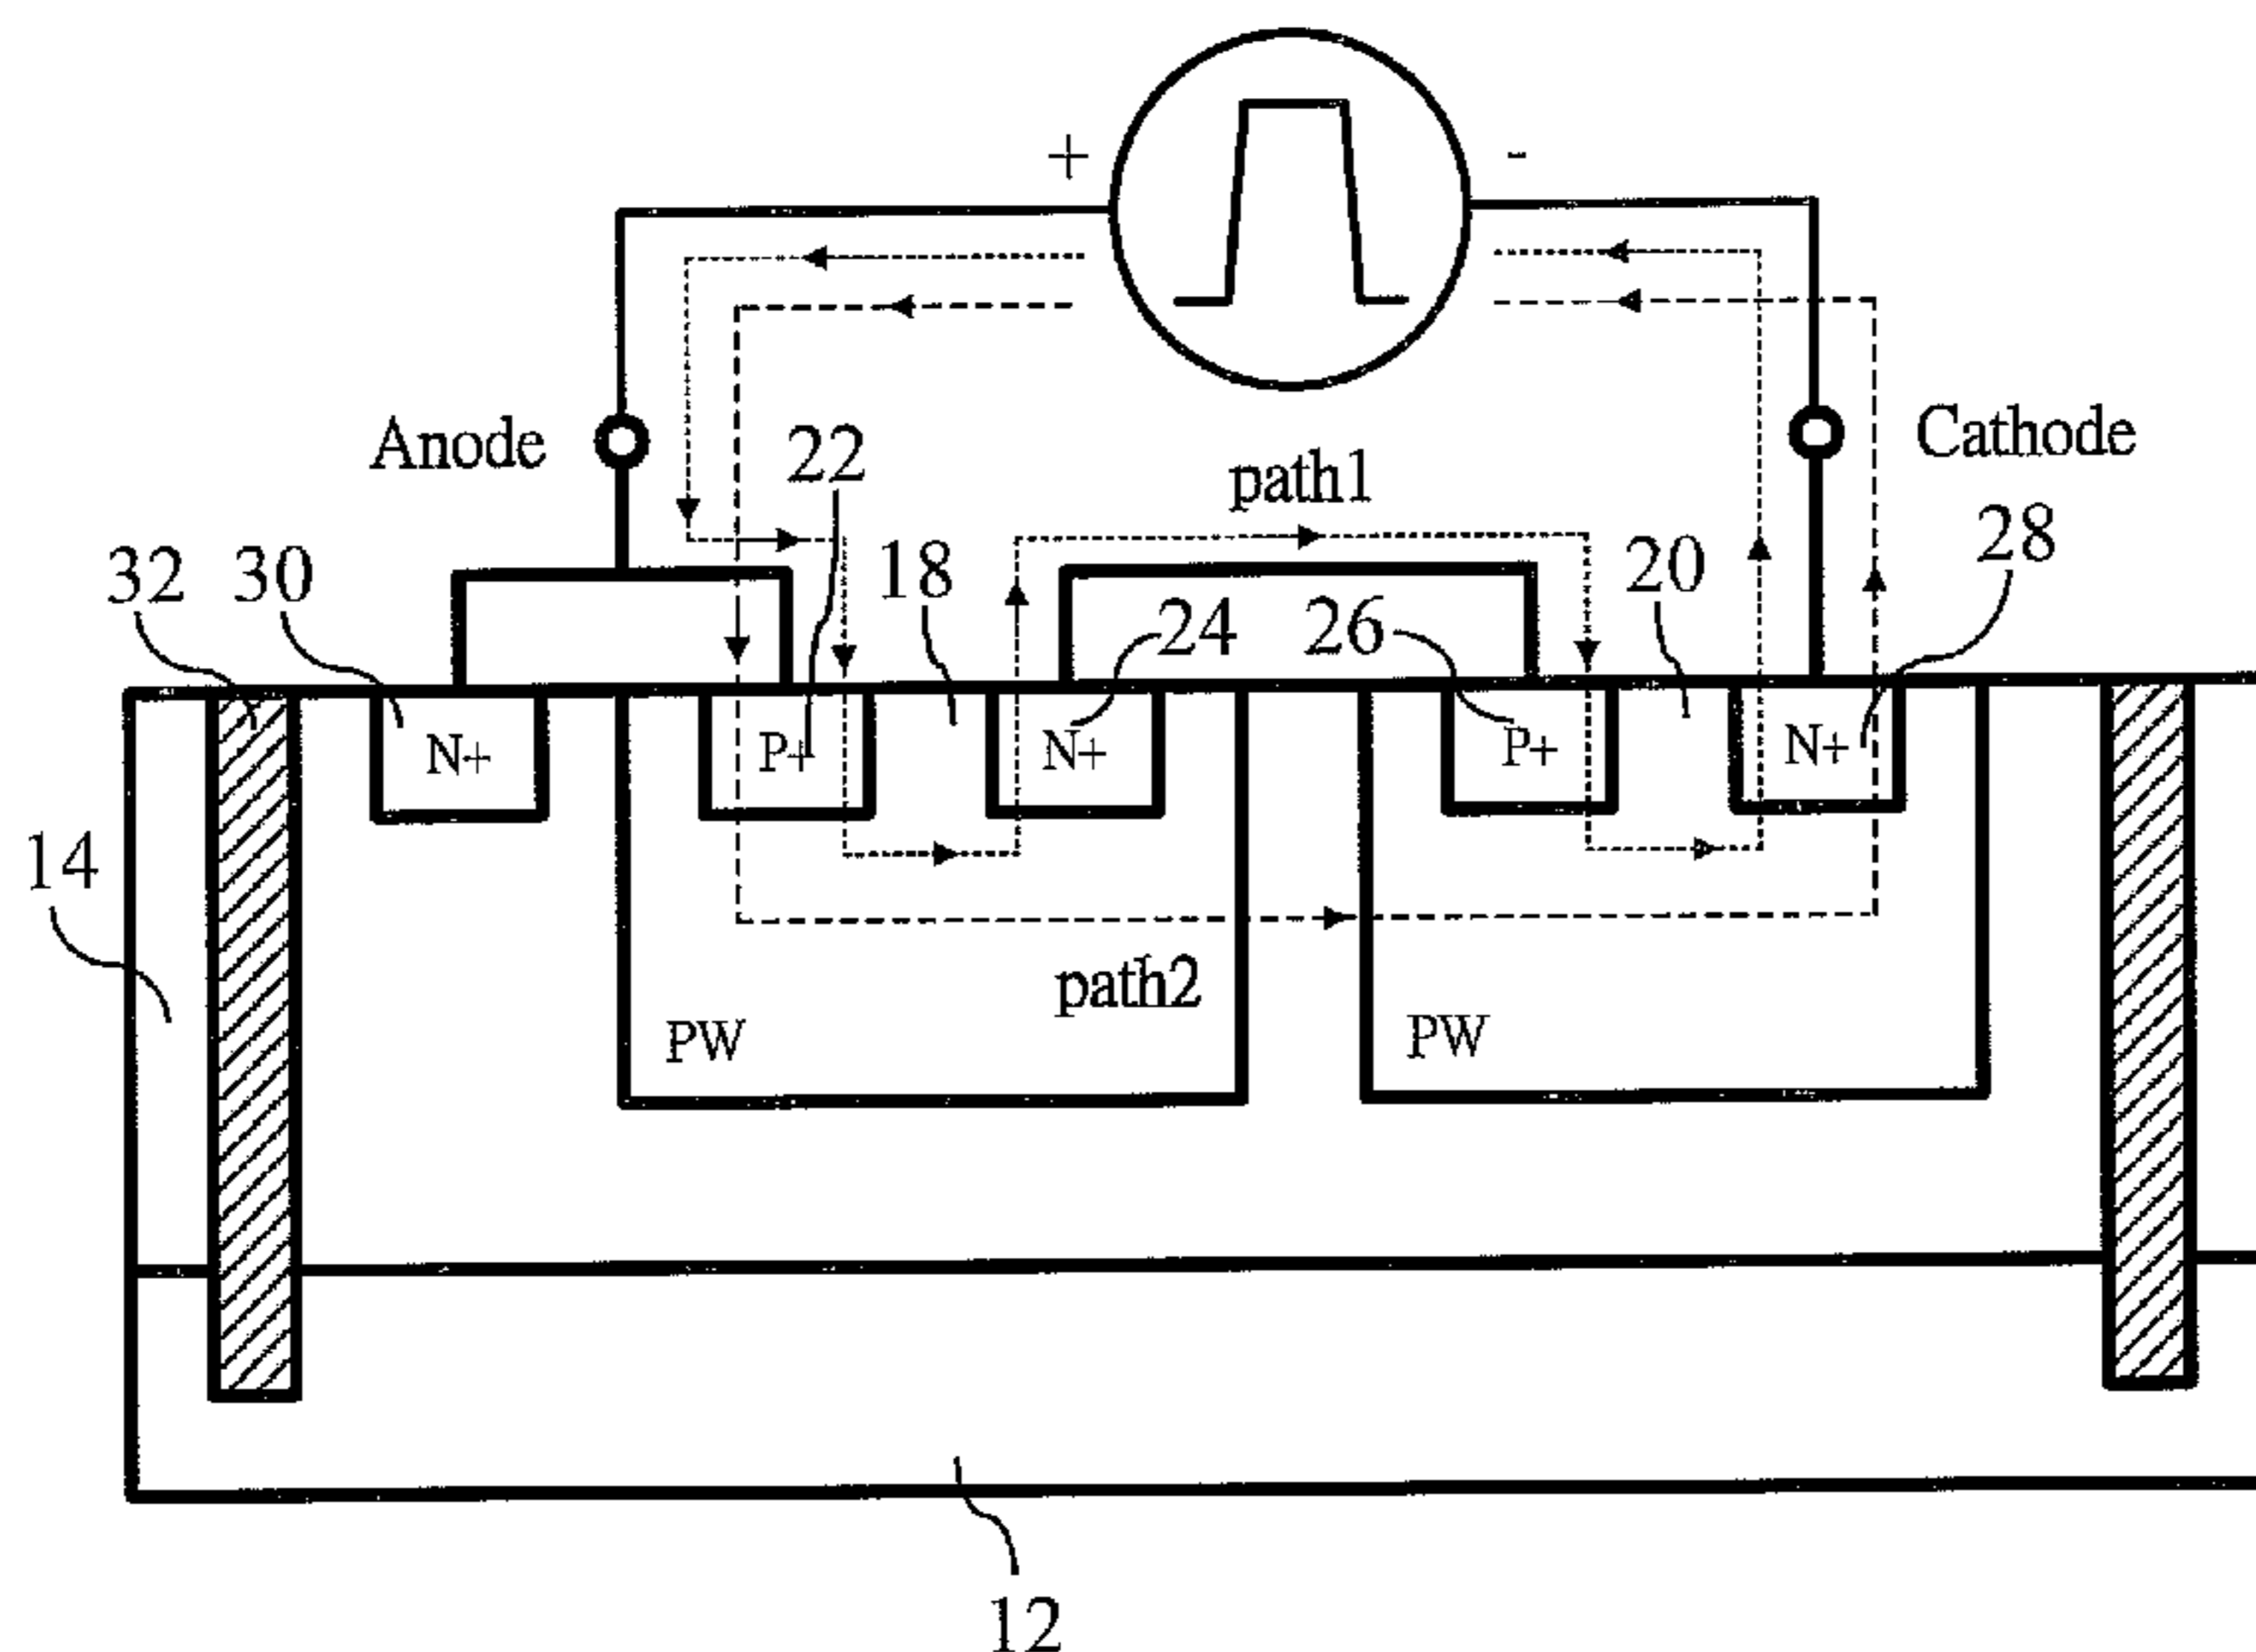 + -
Anode
22
path1
Cathode
32 30
18
24
26
20
28
N+
P+
N+
P+
N+
14
path2
PW
PW
12